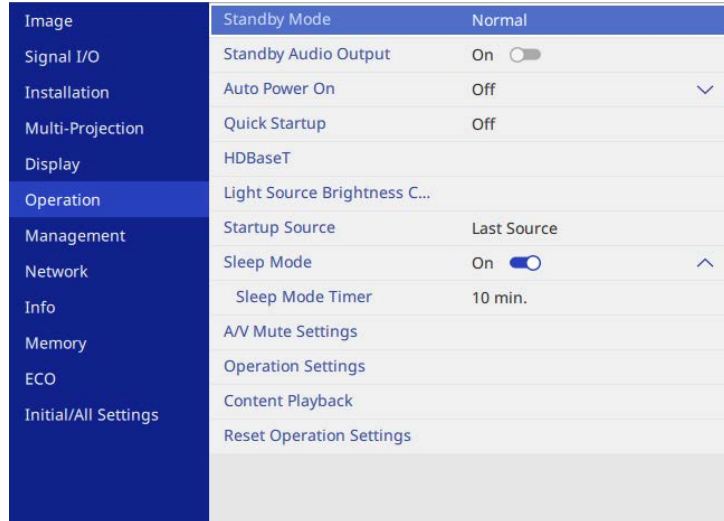 Image
Signal I/O
Installation
Multi-Projection
Display
Operation
Management
Network
Info
Memory
ECO
Initial/All Settings
Standby Mode Normal
Standby Audio Output On
Auto Power On Off
Quick Startup Off
HDBaseT
Light Source Brightness C...
Startup Source Last Source
Sleep Mode On
Sleep Mode Timer 10 min.
A/V Mute Settings
Operation Settings
Content Playback
Reset Operation Settings